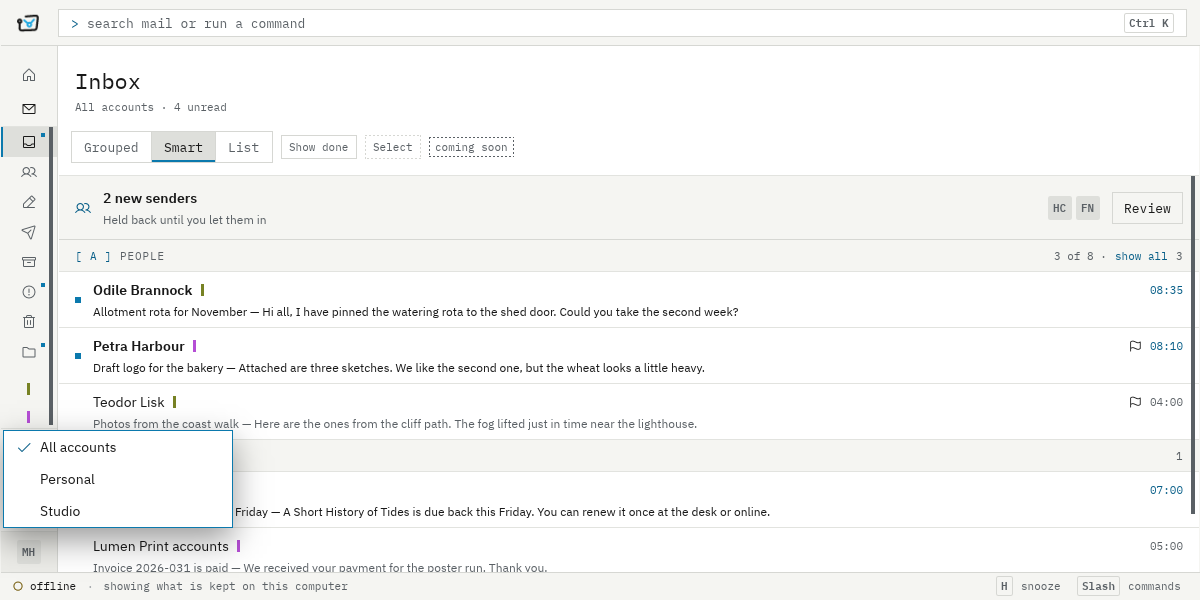 > search mail or run a command
Ctrl K
Inbox
All accounts · 4 unread
Grouped
Smart
List
Show done
Select
coming soon
2 new senders
Held back until you let them in
HC
FN
Review
[ A ] PEOPLE
3 of 8 · show all 3
Odile Brannock
08:35
Allotment rota for November — Hi all, I have pinned the watering rota to the shed door. Could you take the second week?
Petra Harbour
08:10
Draft logo for the bakery — Attached are three sketches. We like the second one, but the wheat looks a little heavy.
Teodor Lisk
04:00
Photos from the coast walk — Here are the ones from the cliff path. The fog lifted just in time near the lighthouse.
1
All accounts
Personal
Studio
07:00
Friday — A Short History of Tides is due back this Friday. You can renew it once at the desk or online.
MH
Lumen Print accounts
05:00
Invoice 2026-031 is paid — We received your payment for the poster run. Thank you.
offline · showing what is kept on this computer
H snooze
Slash commands